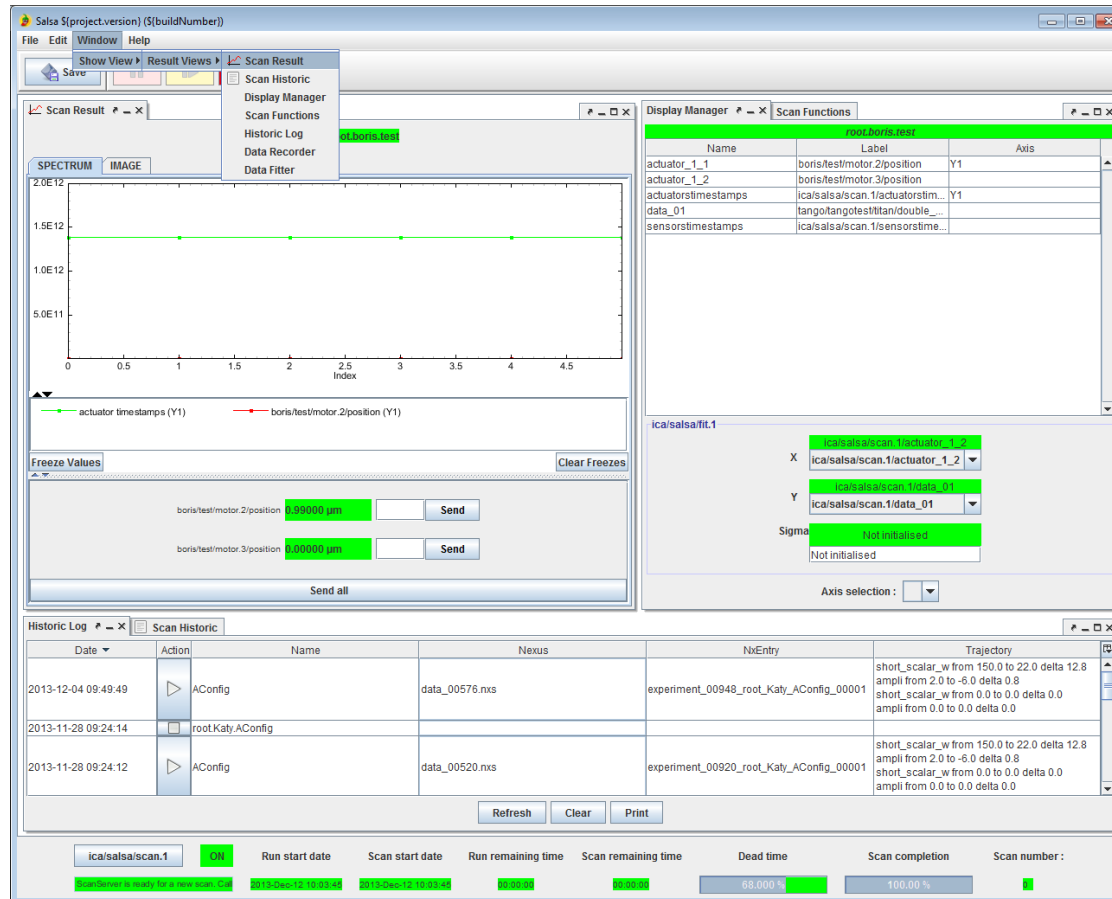 Salsa ${project.version} (${buildNumber})
File Edit Window Help
Show View Result Views Scan Result
Save
Scan Historic
Display Manager
Scan Functions
Historic Log
Data Recorder
Data Fitter
Scan Result
ot.boris.test
SPECTRUM IMAGE
2.0E12
1.5E12
1.0E12
5.0E11
0 0.5 1 1.5 2 2.5 3 3.5 4 4.5
Index
actuator timestamps (Y1) boris/test/motor.2/position (Y1)
Freeze Values Clear Freezes
boris/test/motor.2/position 0.99000 µm Send
boris/test/motor.3/position 0.00000 µm Send
Send all
Display Manager Scan Functions
root.boris.test
Name Label Axis
actuator_1_1 boris/test/motor.2/position Y1
actuator_1_2 boris/test/motor.3/position
actuatorstimestamps ica/salsa/scan.1/actuatorstim... Y1
data_01 tango/tangotest/titan/double_...
sensorstimestamps ica/salsa/scan.1/sensorstime...
ica/salsa/fit.1
ica/salsa/scan.1/actuator_1_2
X ica/salsa/scan.1/actuator_1_2
ica/salsa/scan.1/data_01
Y ica/salsa/scan.1/data_01
Sigma Not initialised
Not initialised
Axis selection :
Historic Log Scan Historic
Date Action Name Nexus NxEntry Trajectory
2013-12-04 09:49:49 AConfig data_00576.nxs experiment_00948_root_Katy_AConfig_00001
short_scalar_w from 150.0 to 22.0 delta 12.8
ampli from 2.0 to -6.0 delta 0.8
short_scalar_w from 0.0 to 0.0 delta 0.0
ampli from 0.0 to 0.0 delta 0.0
2013-11-28 09:24:14 root.Katy.AConfig
2013-11-28 09:24:12 AConfig data_00520.nxs experiment_00920_root_Katy_AConfig_00001
short_scalar_w from 150.0 to 22.0 delta 12.8
ampli from 2.0 to -6.0 delta 0.8
short_scalar_w from 0.0 to 0.0 delta 0.0
ampli from 0.0 to 0.0 delta 0.0
Refresh Clear Print
ica/salsa/scan.1 ON Run start date Scan start date Run remaining time Scan remaining time Dead time Scan completion Scan number :
ScanServer is ready for a new scan. Call 2013-Dec-12 10:03:45 2013-Dec-12 10:03:45 00:00:00 00:00:00 68.000 % 100.00 % 0